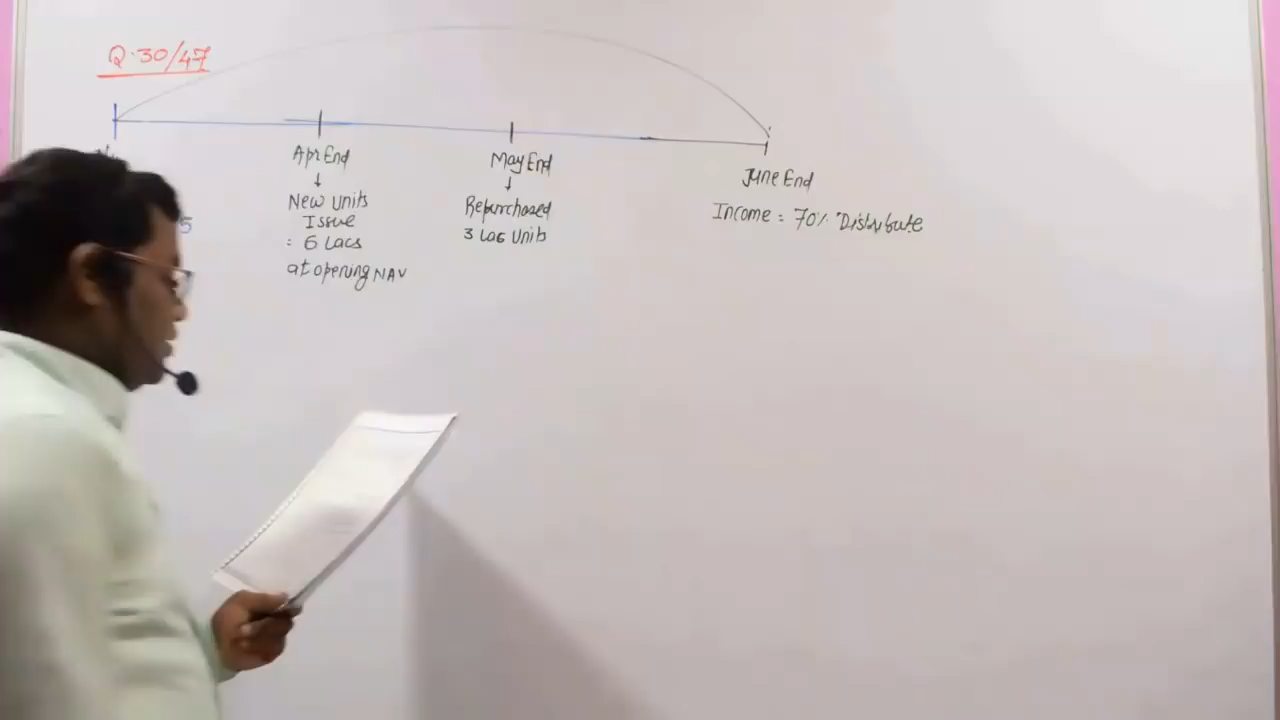 Q.30/47
Apr End
↓
New Units
Issue
: 6 Lacs
at opening NAV
May End
↓
Repurchased
3 Lac Units
June End
Income = 70% Distribute
5